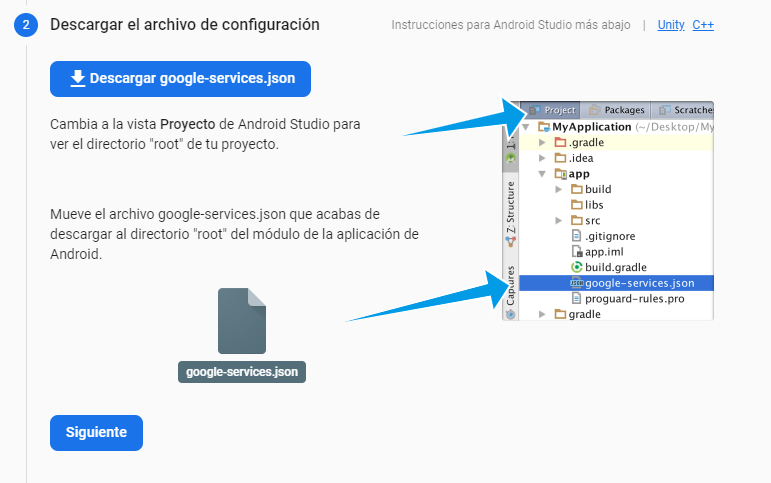 2 Descargar el archivo de configuración
Instrucciones para Android Studio más abajo | Unity C++
Descargar google-services.json
Cambia a la vista Proyecto de Android Studio para
ver el directorio "root" de tu proyecto.
Mueve el archivo google-services.json que acabas de
descargar al directorio "root" del módulo de la aplicación de
Android.
google-services.json
Siguiente
Project Packages Scratche
MyApplication (~/Desktop/My
.gradle
.idea
app
build
libs
src
.gitignore
app.iml
build.gradle
google-services.json
proguard-rules.pro
gradle
Z: Structure
Captures